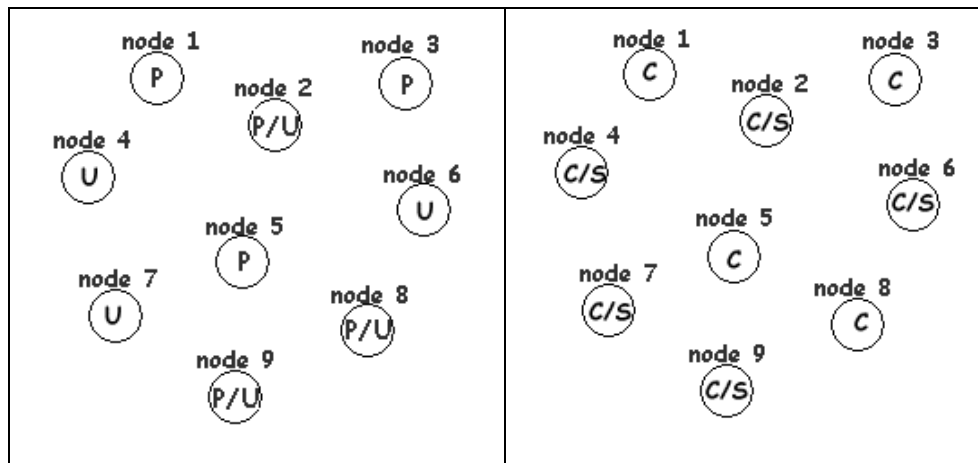 node 1
P
node 2
P/U
node 3
P
node 4
U
node 5
P
node 6
U
node 7
U
node 8
P/U
node 9
P/U
node 1
C
node 2
C/S
node 3
C
node 4
C/S
node 5
C
node 6
C/S
node 7
C/S
node 8
C
node 9
C/S